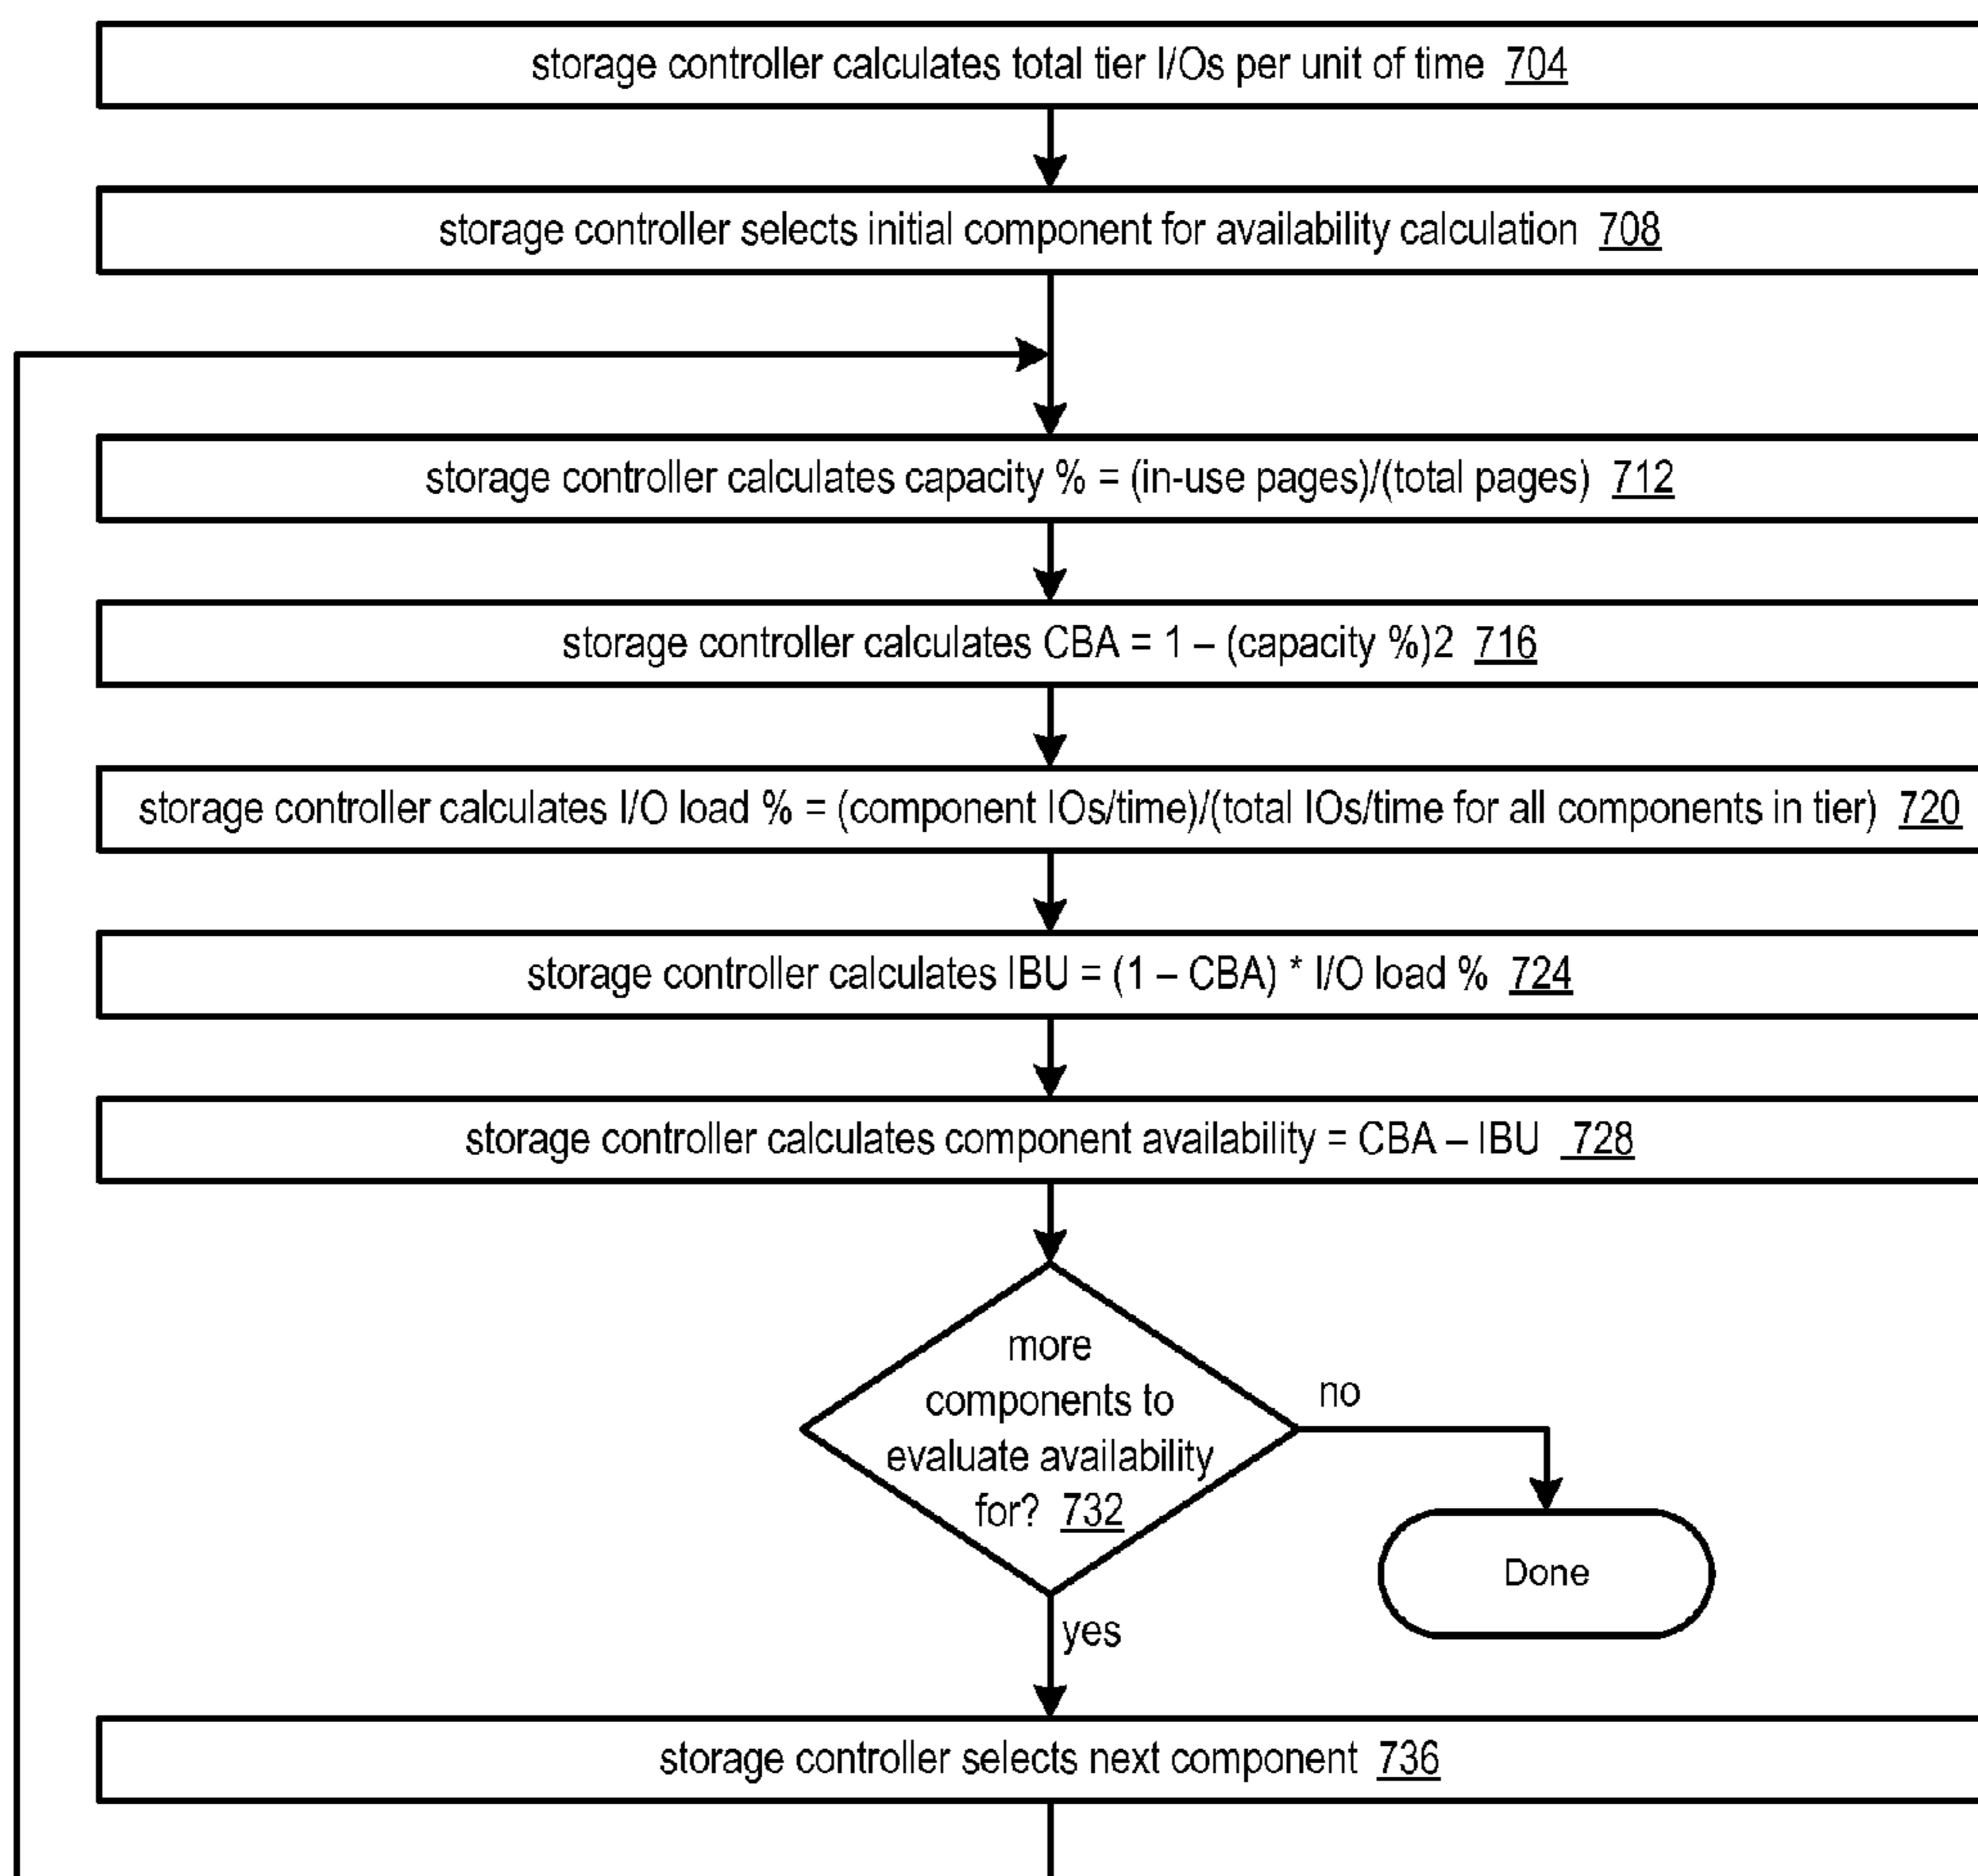 storage controller calculates total tier I/Os per unit of time 704
storage controller selects initial component for availability calculation 708
storage controller calculates capacity % = (in-use pages)/(total pages) 712
storage controller calculates CBA = 1 – (capacity %)2 716
storage controller calculates I/O load % = (component IOs/time)/(total IOs/time for all components in tier) 720
storage controller calculates IBU = (1 – CBA) * I/O load % 724
storage controller calculates component availability = CBA – IBU 728
more
components to
evaluate availability
for? 732
no
Done
yes
storage controller selects next component 736